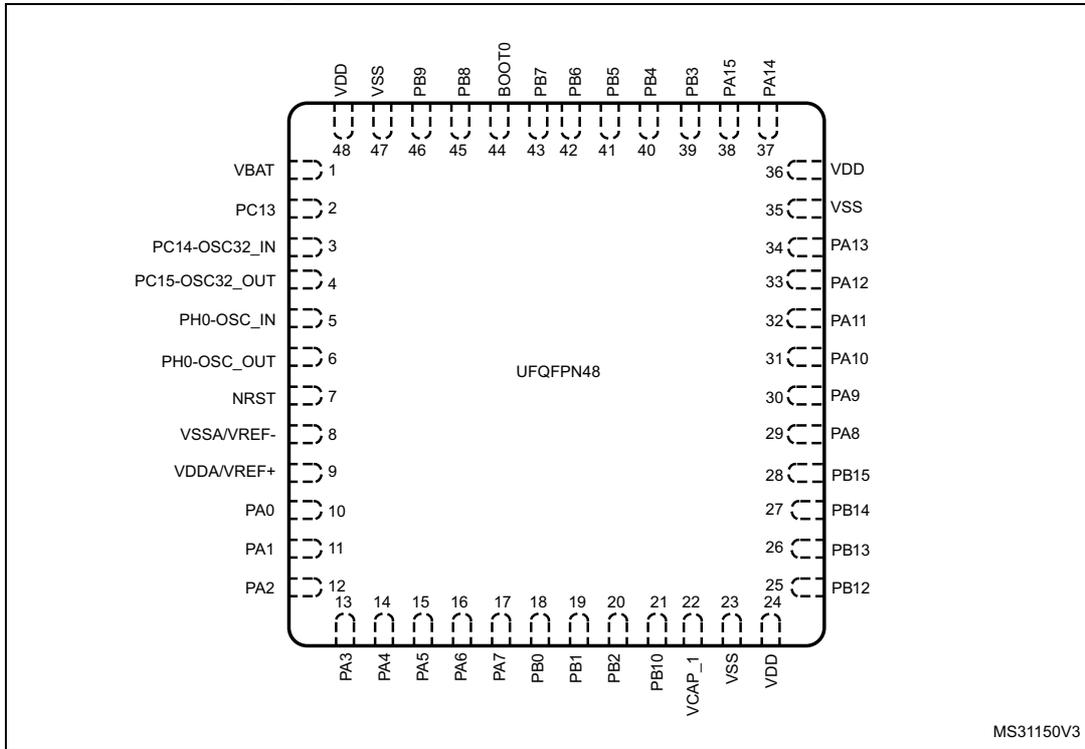 VDD
VSS
PB9
PB8
BOOT0
PB7
PB6
PB5
PB4
PB3
PA15
PA14
48
47
46
45
44
43
42
41
40
39
38
37
VBAT 1
PC13 2
PC14-OSC32_IN 3
PC15-OSC32_OUT 4
PH0-OSC_IN 5
PH0-OSC_OUT 6
NRST 7
VSSA/VREF- 8
VDDA/VREF+ 9
PA0 10
PA1 11
PA2 12
UFQFPN48
36 VDD
35 VSS
34 PA13
33 PA12
32 PA11
31 PA10
30 PA9
29 PA8
28 PB15
27 PB14
26 PB13
25 PB12
13
14
15
16
17
18
19
20
21
22
23
24
PA3
PA4
PA5
PA6
PA7
PB0
PB1
PB2
PB10
VCAP_1
VSS
VDD
MS31150V3